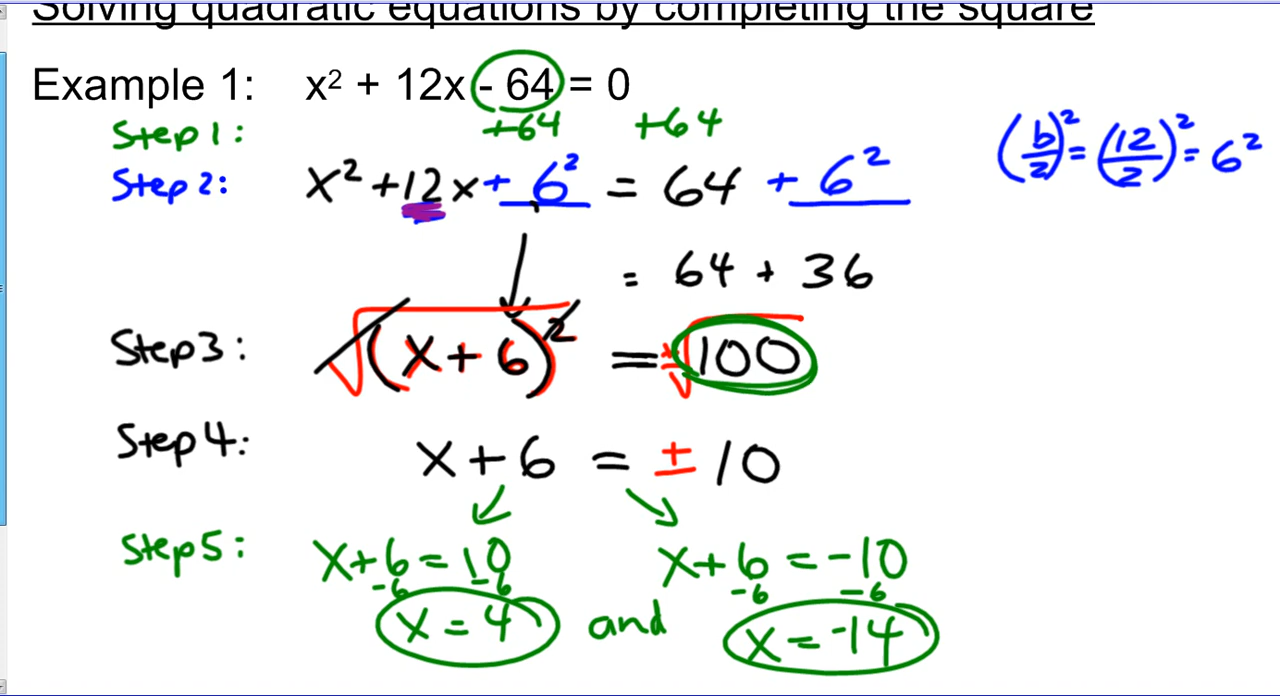 Solving quadratic equations by completing the square
Example 1: x² + 12x - 64 = 0
Step 1: +64 +64
Step 2: x² + 12x + 6² = 64 + 6² (b/2)² = (12/2)² = 6²
= 64 + 36
Step 3: √(x + 6)² = ±√100
Step 4: x + 6 = ± 10
Step 5: x + 6 = 10 x + 6 = -10
-6 -6 -6 -6
x = 4 and x = -14